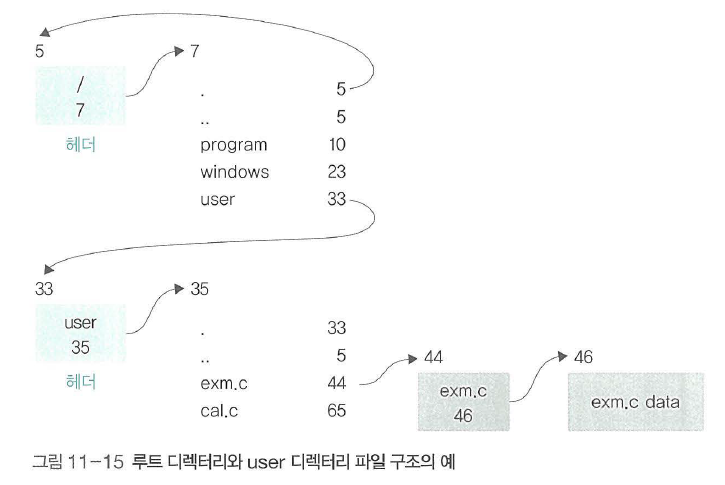 5
7
/
7
헤더
. 5
.. 5
program 10
windows 23
user 33
33
35
user
35
헤더
. 33
.. 5
exm.c 44
cal.c 65
44
exm.c
46
46
exm.c data
그림 11-15 루트 디렉터리와 user 디렉터리 파일 구조의 예